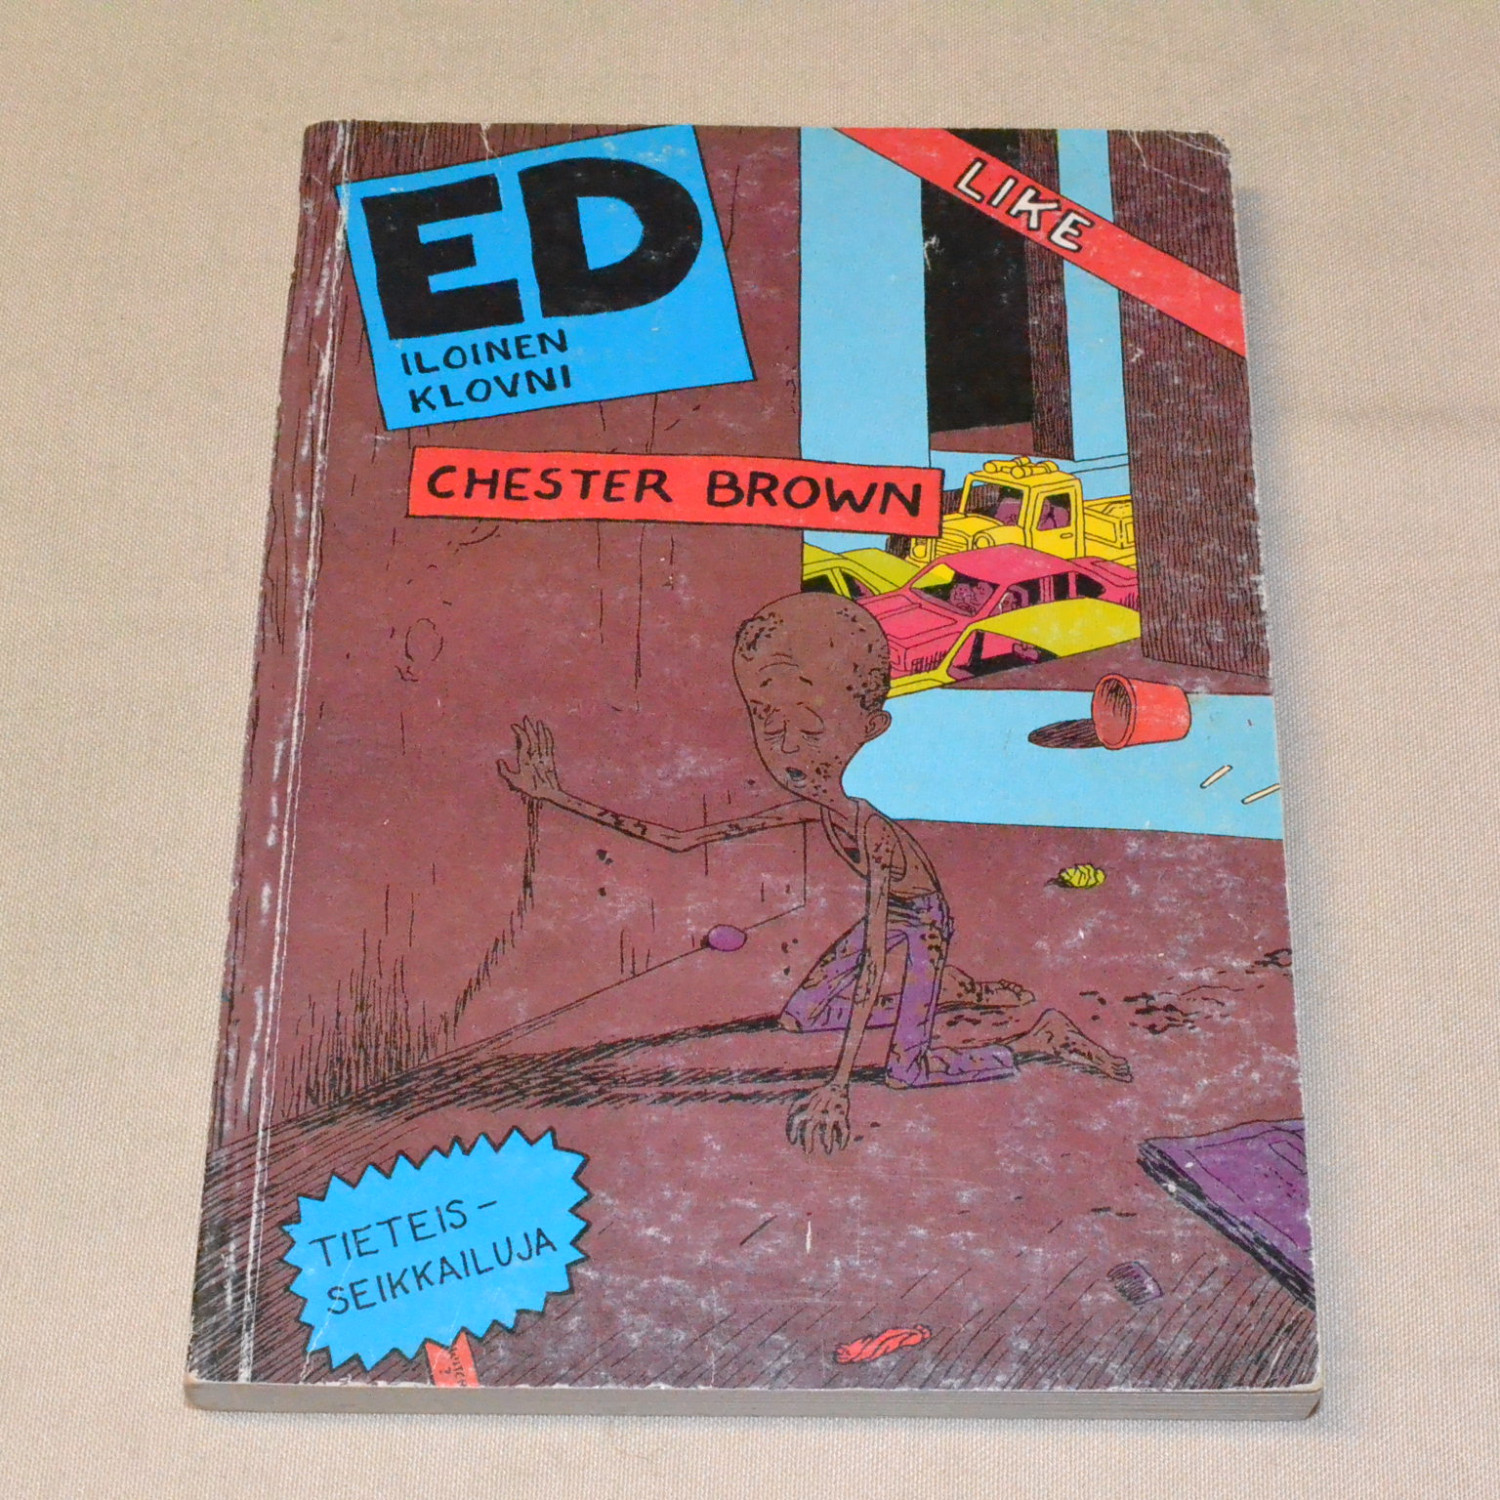 ED
ILOINEN
KLOVNI
LIKE
CHESTER BROWN
TIETEIS-
SEIKKAILUJA